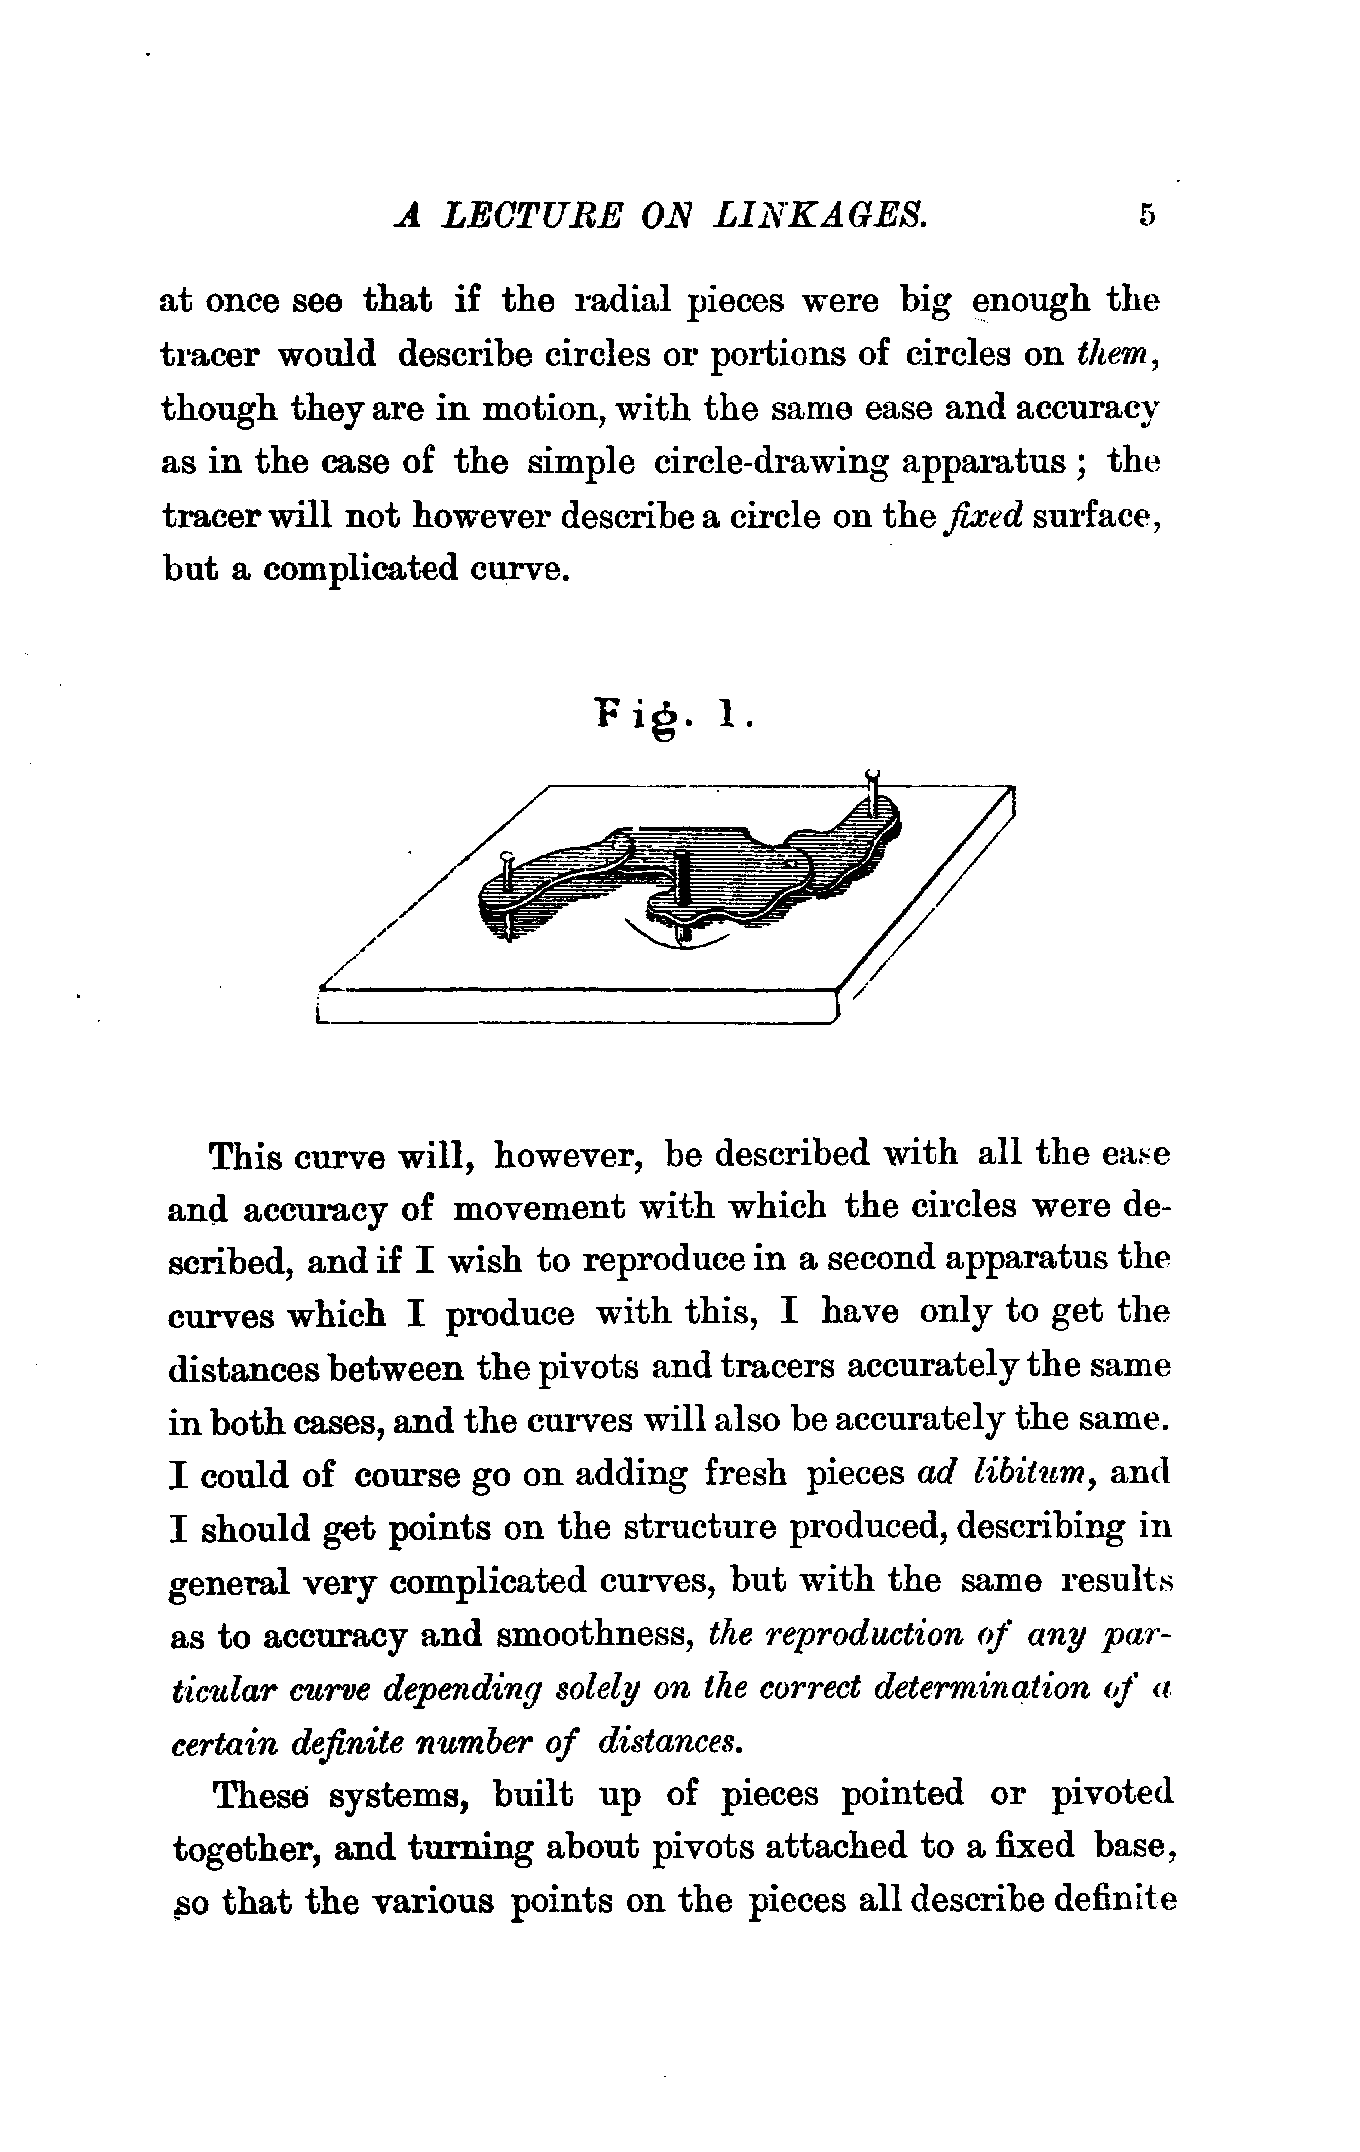 A LECTURE ON LINKAGES. 5
at once see that if the radial pieces were big enough the
tracer would describe circles or portions of circles on them,
though they are in motion, with the same ease and accuracy
as in the case of the simple circle-drawing apparatus ; the
tracer will not however describe a circle on the fixed surface,
but a complicated curve.
Fig. 1.
This curve will, however, be described with all the ease
and accuracy of movement with which the circles were de-
scribed, and if I wish to reproduce in a second apparatus the
curves which I produce with this, I have only to get the
distances between the pivots and tracers accurately the same
in both cases, and the curves will also be accurately the same.
I could of course go on adding fresh pieces ad libitum, and
I should get points on the structure produced, describing in
general very complicated curves, but with the same results
as to accuracy and smoothness, the reproduction of any par-
ticular curve depending solely on the correct determination of a
certain definite number of distances.
These systems, built up of pieces pointed or pivoted
together, and turning about pivots attached to a fixed base,
so that the various points on the pieces all describe definite